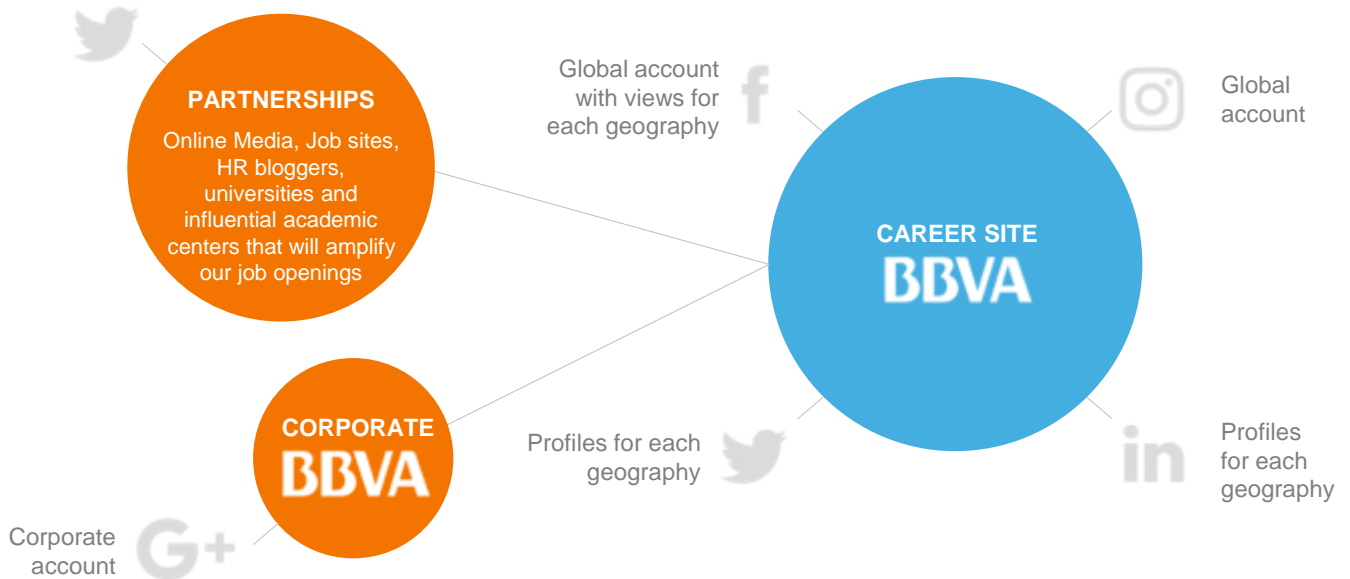 PARTNERSHIPS
Online Media, Job sites,
HR bloggers,
universities and
influential academic
centers that will amplify
our job openings
Global account
with views for
each geography
f
Global
account
CAREER SITE
BBVA
CORPORATE
BBVA
Profiles for each
geography
in
Profiles
for each
geography
Corporate
account
G+